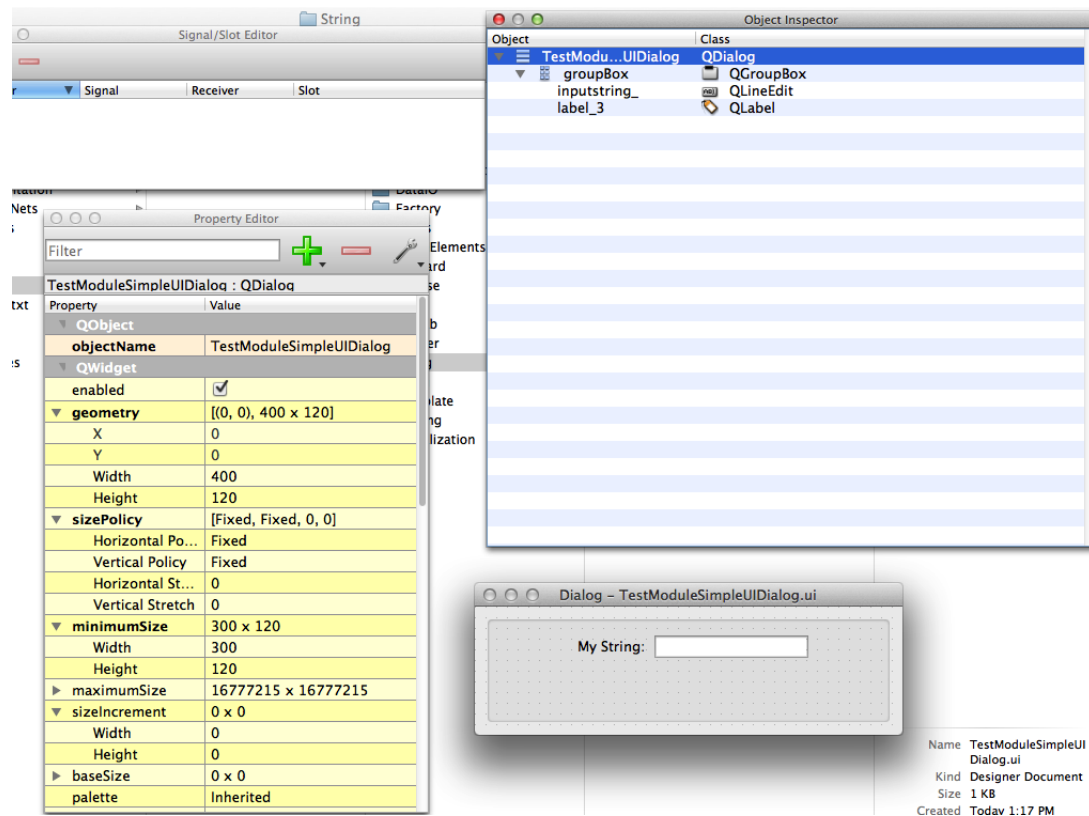 String
Signal/Slot Editor
Signal Receiver Slot
Object Inspector
Object Class
TestModu...UIDialog QDialog
groupBox QGroupBox
inputstring_ QLineEdit
label_3 QLabel
Nets
txt
DataIO
Factory
Elements
Property Editor
Filter
TestModuleSimpleUIDialog : QDialog
Property Value
QObject
objectName TestModuleSimpleUIDialog
QWidget
enabled
geometry [(0, 0), 400 x 120]
X 0
Y 0
Width 400
Height 120
sizePolicy [Fixed, Fixed, 0, 0]
Horizontal Po... Fixed
Vertical Policy Fixed
Horizontal St... 0
Vertical Stretch 0
minimumSize 300 x 120
Width 300
Height 120
maximumSize 16777215 x 16777215
sizeIncrement 0 x 0
Width 0
Height 0
baseSize 0 x 0
palette Inherited
Dialog – TestModuleSimpleUIDialog.ui
My String:
Name TestModuleSimpleUI
Dialog.ui
Kind Designer Document
Size 1 KB
Created Today 1:17 PM